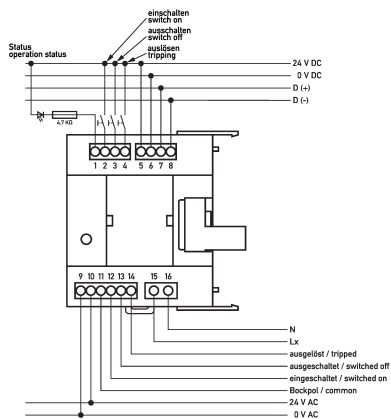 einschalten
switch on
ausschalten
switch off
auslösen
tripping
Status
operation status
24 V DC
0 V DC
D (+)
D (-)
4.7 KΩ
1 2 3 4 5 6 7 8
9 10 11 12 13 14 15 16
N
Lx
ausgelöst / tripped
ausgeschaltet / switched off
eingeschaltet / switched on
Bockpol / common
24 V AC
0 V AC